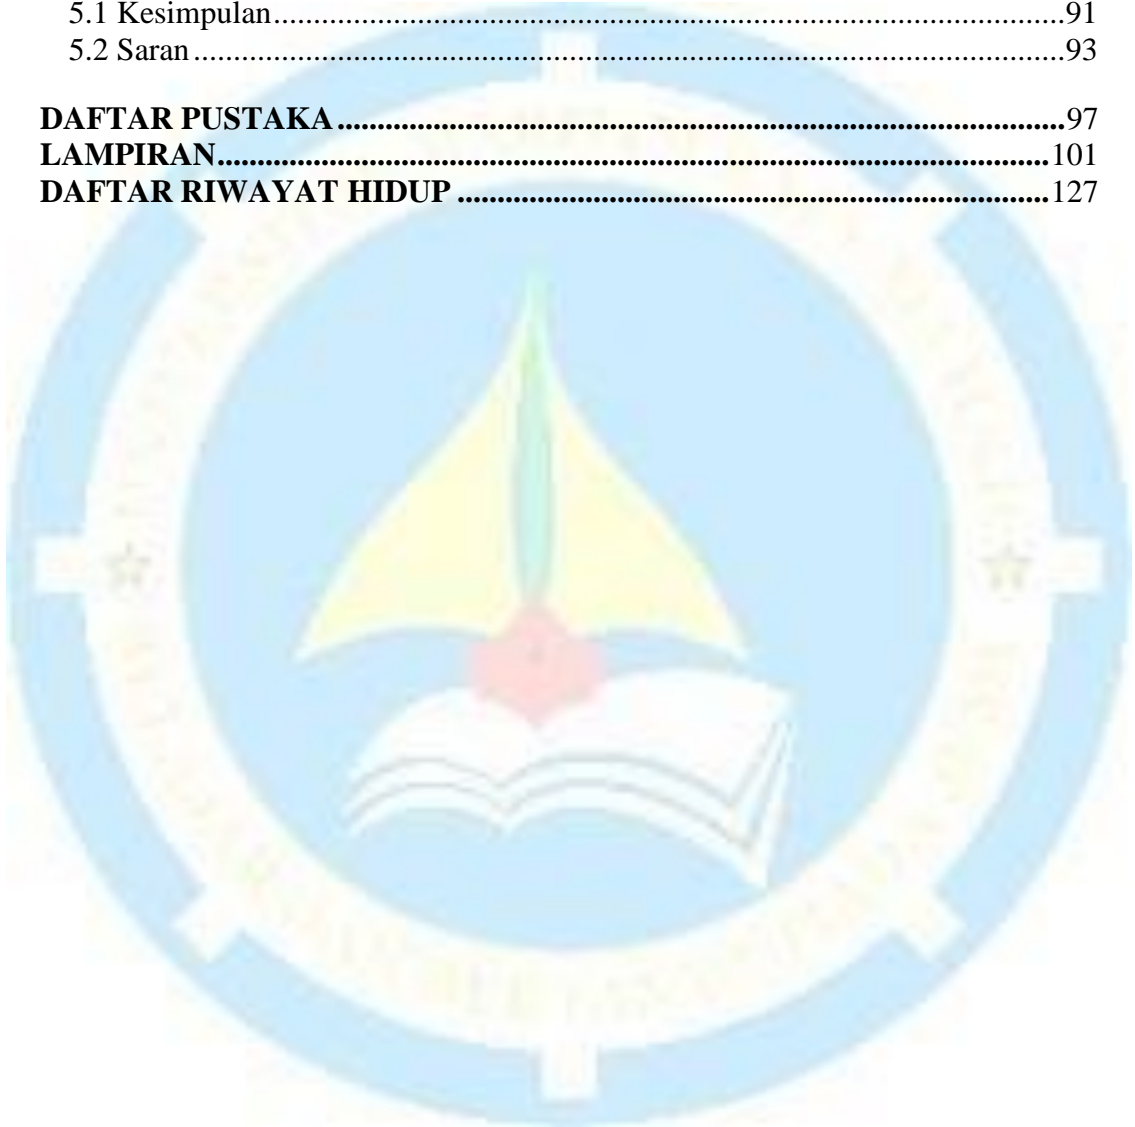 5.1 Kesimpulan....................................................................................................91
5.2 Saran..............................................................................................................93
DAFTAR PUSTAKA............................................................................................97
LAMPIRAN.........................................................................................................101
DAFTAR RIWAYAT HIDUP...........................................................................127